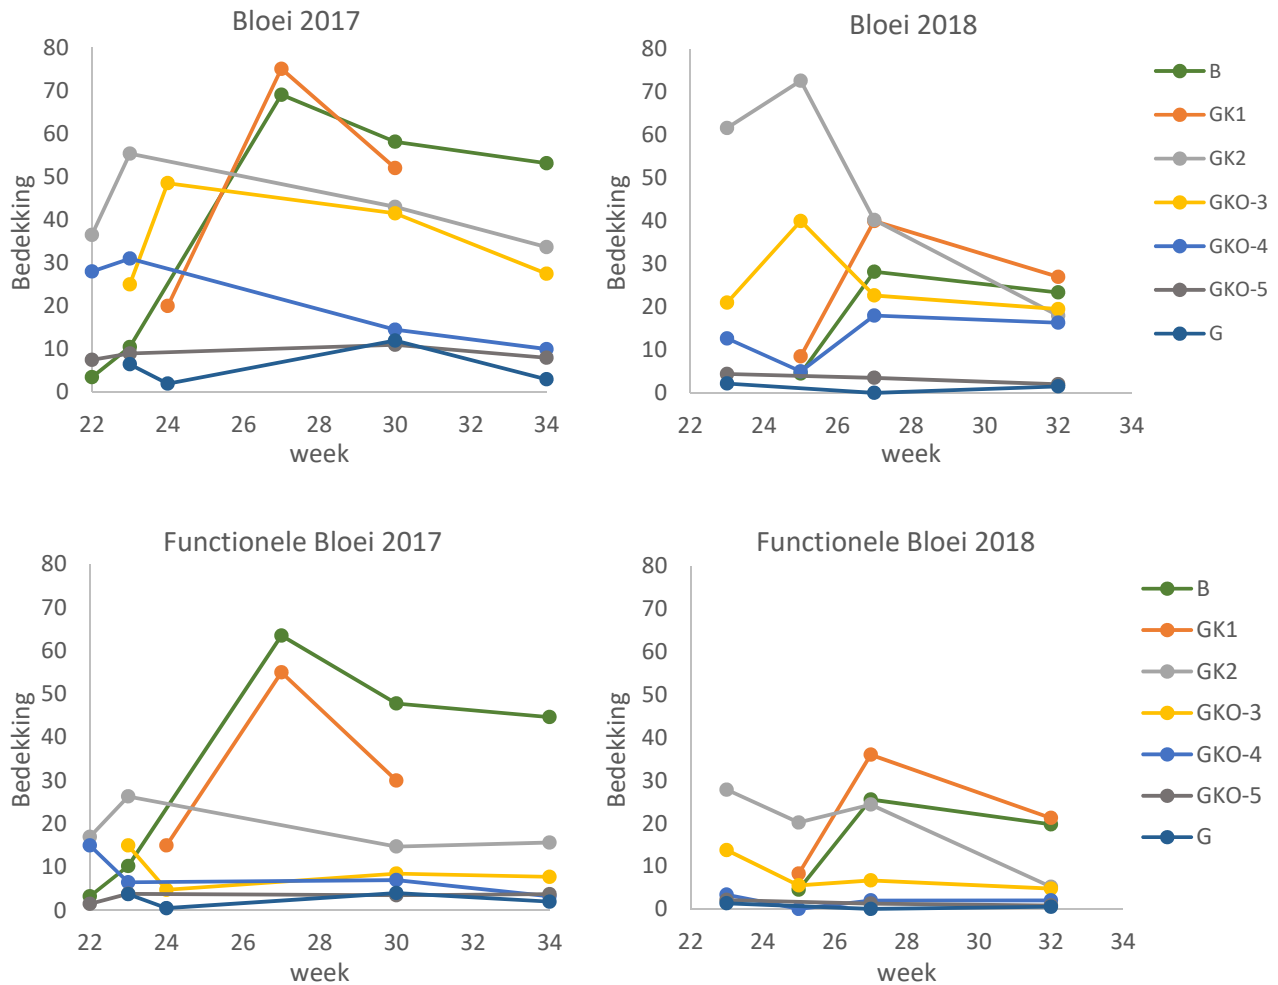 Bloei 2017
80
70
60
50
40
30
20
10
0
Bedekking
22 24 26 28 30 32 34
week
Bloei 2018
80
70
60
50
40
30
20
10
0
Bedekking
22 24 26 28 30 32 34
week
B
GK1
GK2
GKO-3
GKO-4
GKO-5
G
Functionele Bloei 2017
80
70
60
50
40
30
20
10
0
Bedekking
22 24 26 28 30 32 34
week
Functionele Bloei 2018
80
70
60
50
40
30
20
10
0
Bedekking
22 24 26 28 30 32 34
week
B
GK1
GK2
GKO-3
GKO-4
GKO-5
G